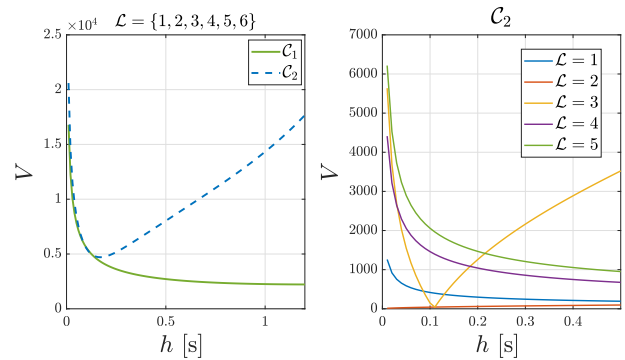 ×10⁴
ℒ = {1, 2, 3, 4, 5, 6}
2.5
2
1.5
1
0.5
0
0
0.5
1
V
h [s]
𝒞₁
𝒞₂
𝒞₂
7000
6000
5000
4000
3000
2000
1000
0
0
0.1
0.2
0.3
0.4
V
h [s]
ℒ = 1
ℒ = 2
ℒ = 3
ℒ = 4
ℒ = 5